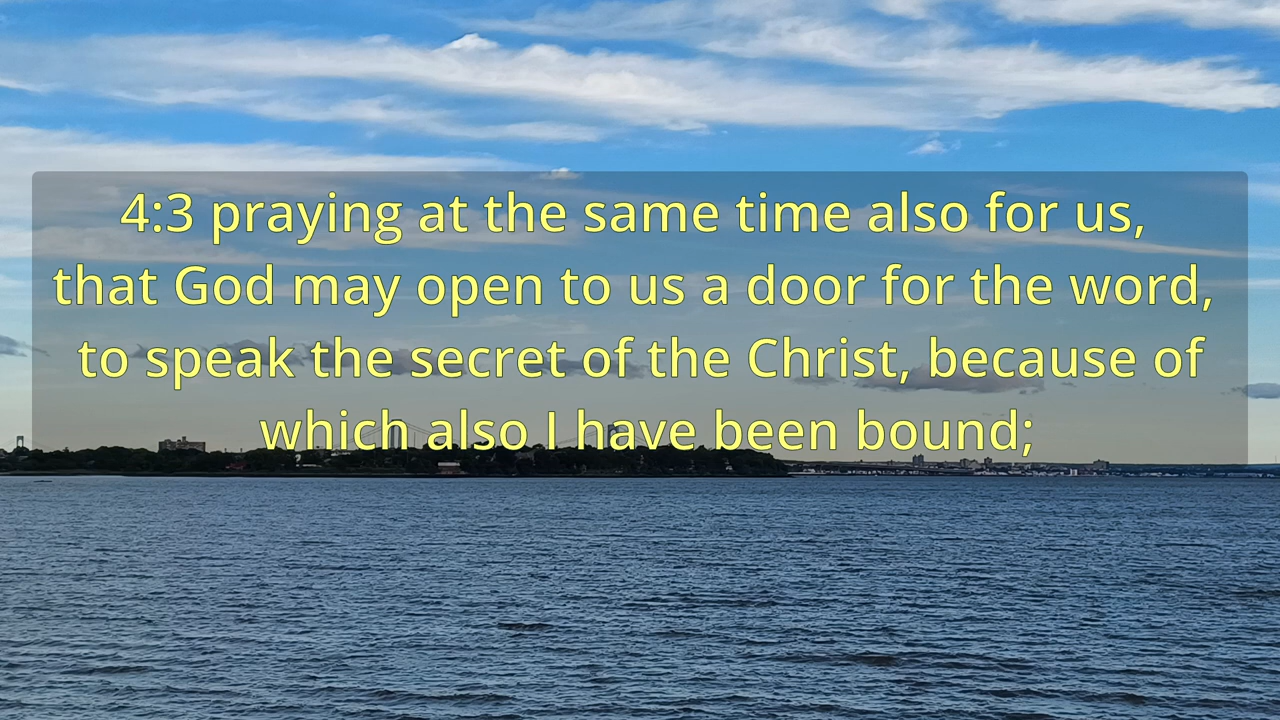 4:3 praying at the same time also for us,
that God may open to us a door for the word,
to speak the secret of the Christ, because of
which also I have been bound;